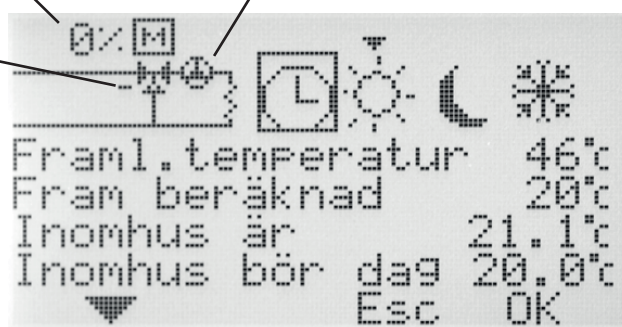 0% M
Framl.temperatur 46°c
Fram beräknad 20°c
Inomhus är 21.1°c
Inomhus bör dag 20.0°c
Esc OK